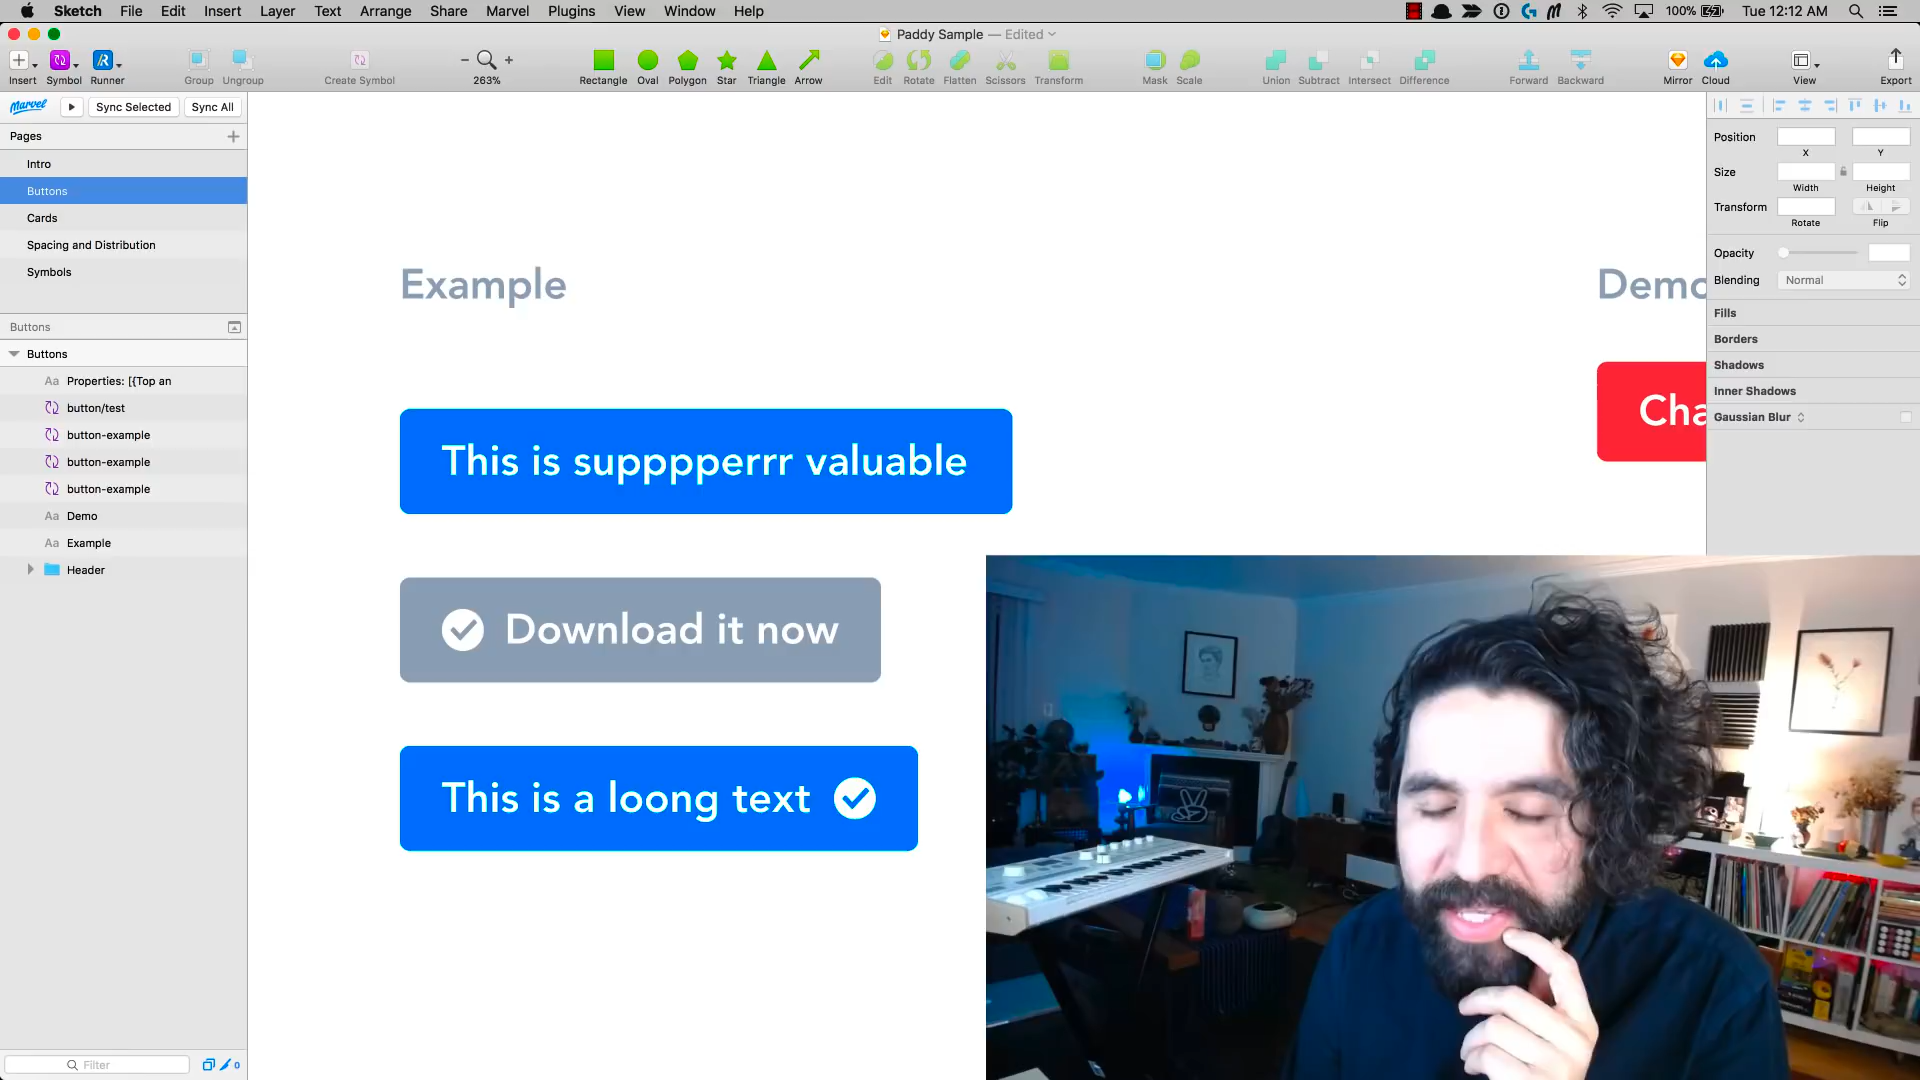 Sketch File Edit Insert Layer Text Arrange Share Marvel Plugins View Window Help 100% Tue 12:12 AM
Paddy Sample — Edited
Insert Symbol Runner Group Ungroup Create Symbol 263% Rectangle Oval Polygon Star Triangle Arrow Edit Rotate Flatten Scissors Transform Mask Scale Union Subtract Intersect Difference Forward Backward Mirror Cloud View Export
Marvel Sync Selected Sync All
Pages
Intro
Buttons
Cards
Spacing and Distribution
Symbols
Buttons
Buttons
Aa Properties: [{Top an
button/test
button-example
button-example
button-example
Aa Demo
Aa Example
Header
Filter
0
Example
This is supppperrr valuable
Download it now
This is a loong text
Demo
Cha
Position
X Y
Size
Width Height
Transform
Rotate Flip
Opacity
Blending Normal
Fills
Borders
Shadows
Inner Shadows
Gaussian Blur